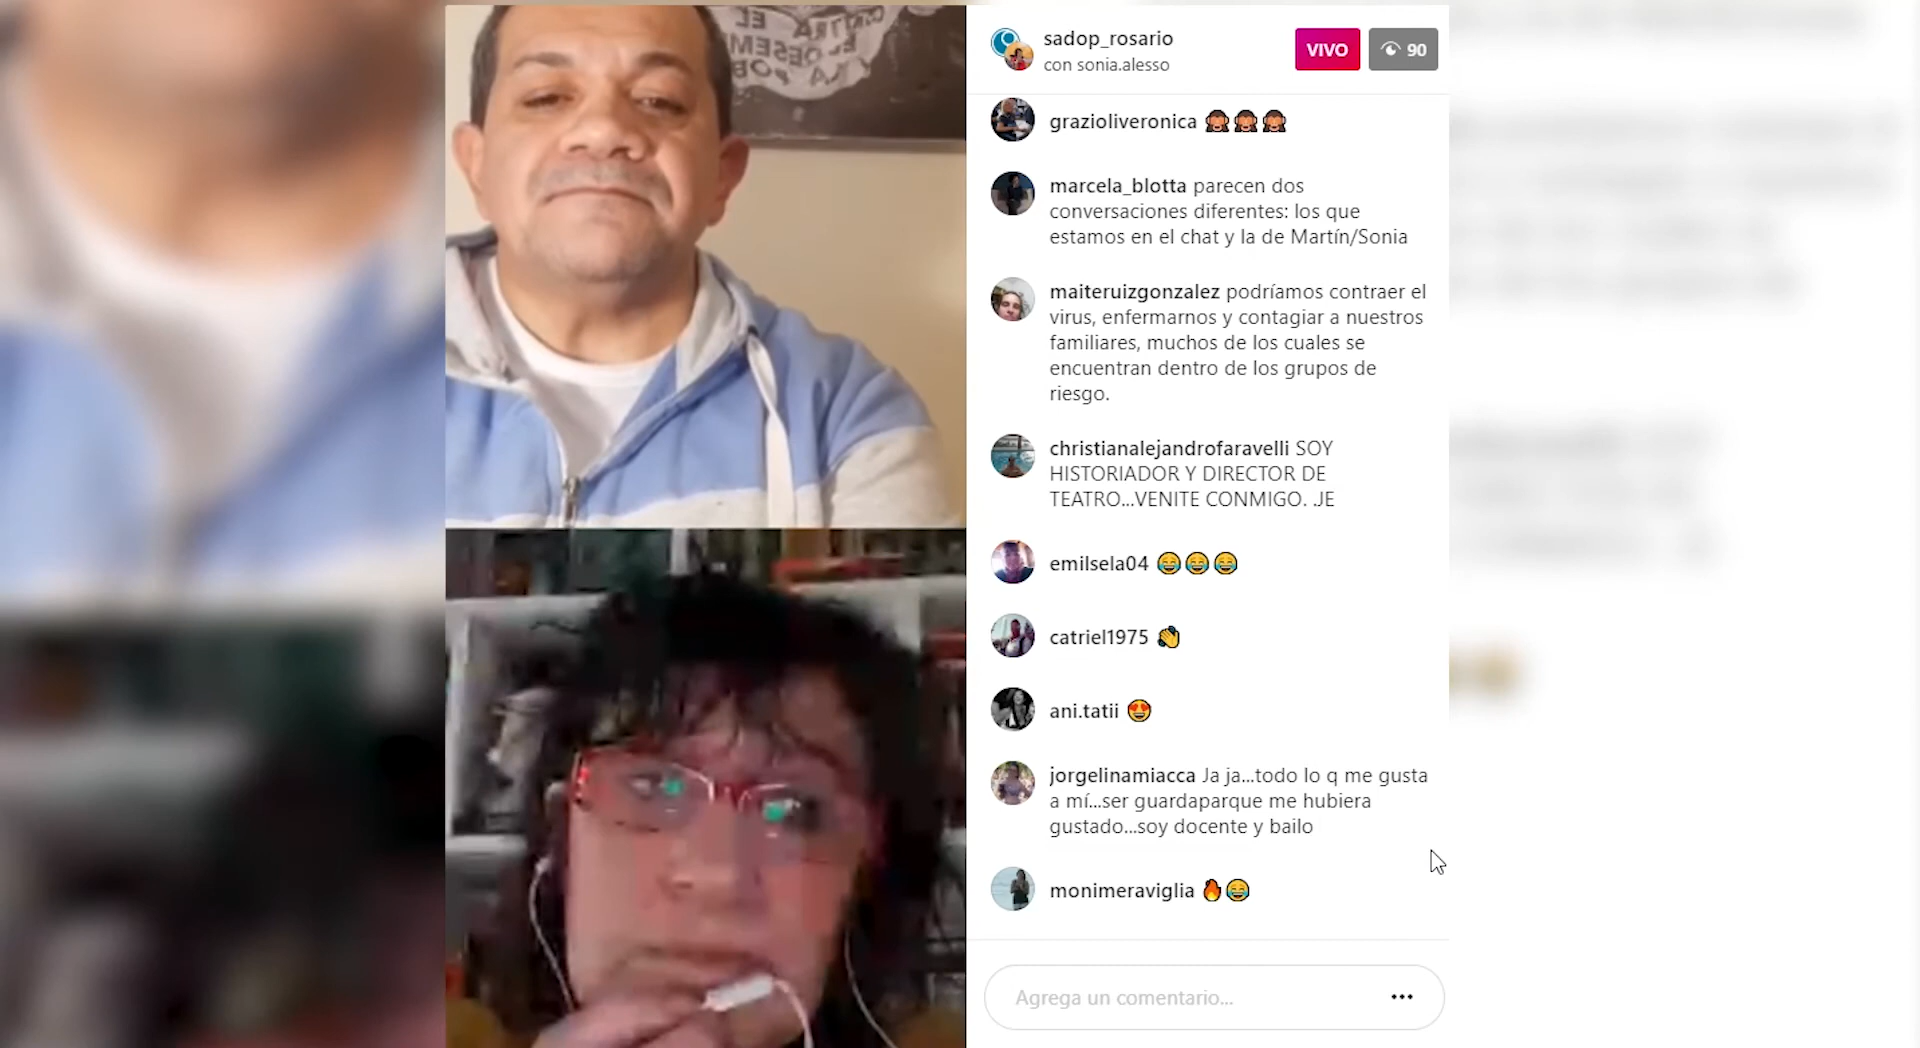 sadop_rosario
con sonia.alesso
VIVO
90
grazioliveronica 🙈🙈🙈
marcela_blotta parecen dos
conversaciones diferentes: los que
estamos en el chat y la de Martín/Sonia
maiteruizgonzalez podríamos contraer el
virus, enfermarnos y contagiar a nuestros
familiares, muchos de los cuales se
encuentran dentro de los grupos de
riesgo.
christianalejandrofaravelli SOY
HISTORIADOR Y DIRECTOR DE
TEATRO...VENITE CONMIGO. .JE
emilsela04 😂😂😂
catriel1975 👏
ani.tatii 😍
jorgelinamiacca Ja ja...todo lo q me gusta
a mí...ser guardaparque me hubiera
gustado...soy docente y bailo
monimeraviglia 🔥😂
Agrega un comentario...